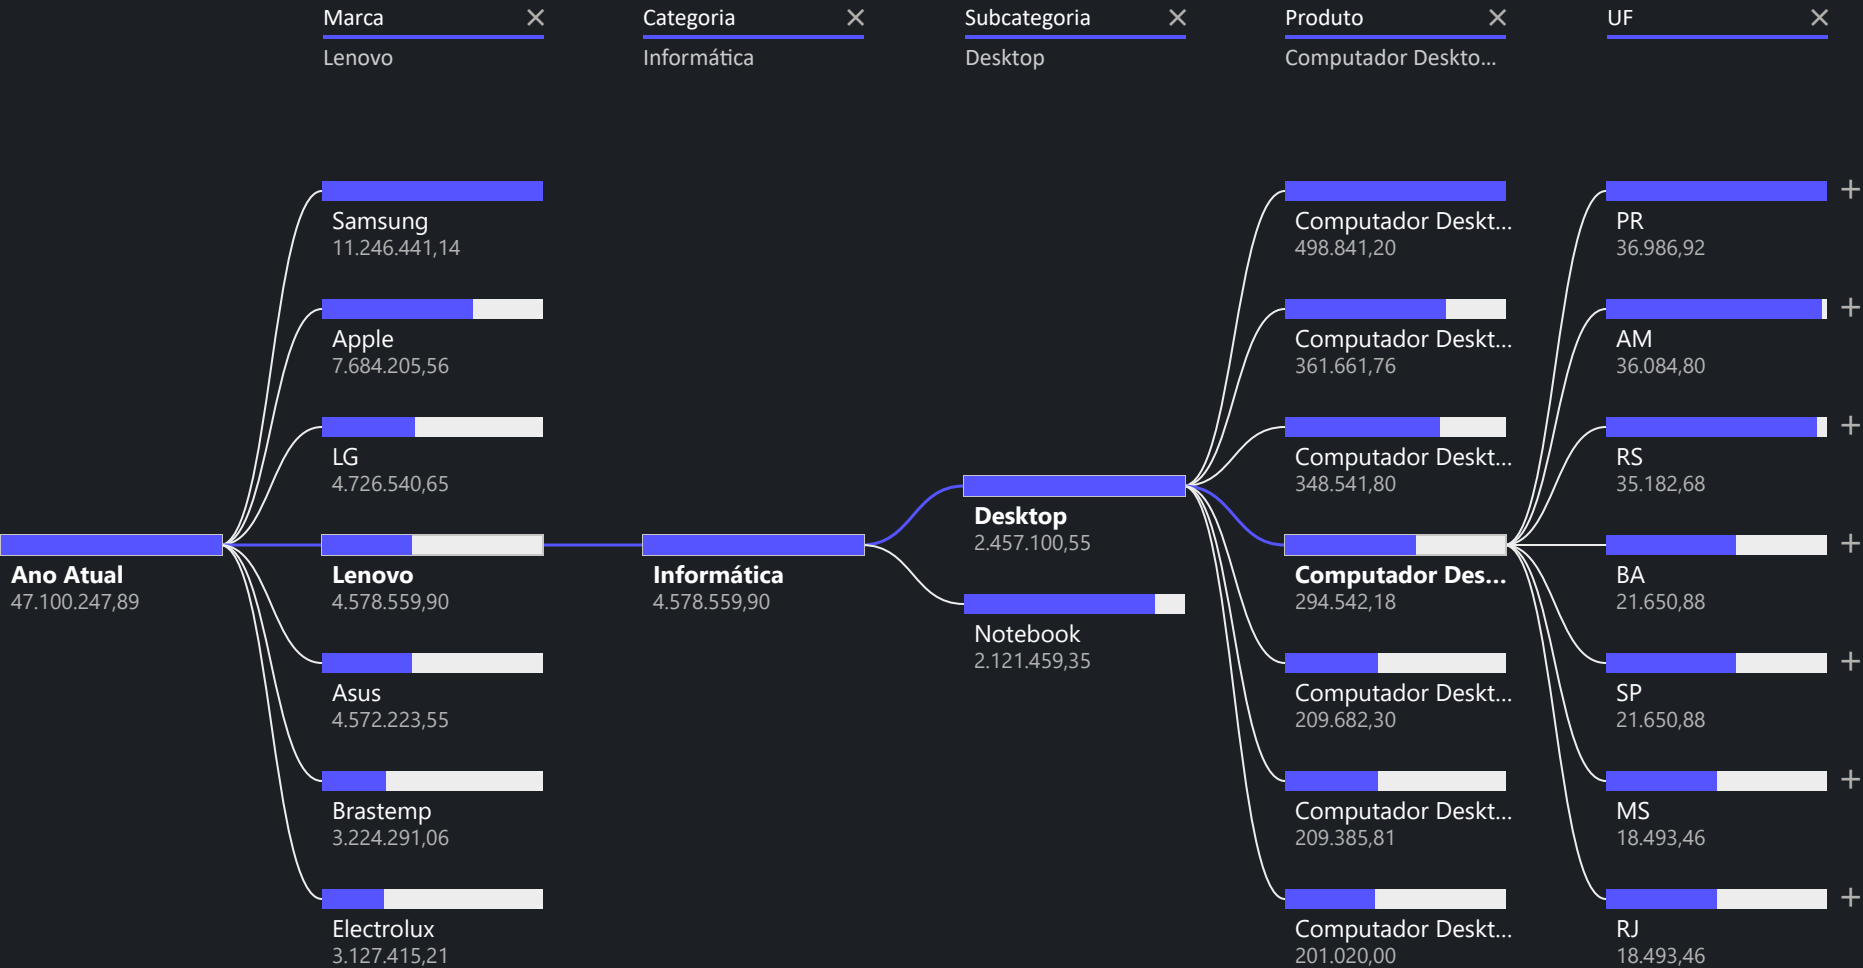 Marca
Lenovo
Categoria
Informática
Subcategoria
Desktop
Produto
Computador Deskto...
UF
Ano Atual
47.100.247,89
Samsung
11.246.441,14
Apple
7.684.205,56
LG
4.726.540,65
Lenovo
4.578.559,90
Asus
4.572.223,55
Brastemp
3.224.291,06
Electrolux
3.127.415,21
Informática
4.578.559,90
Desktop
2.457.100,55
Notebook
2.121.459,35
Computador Deskt...
498.841,20
Computador Deskt...
361.661,76
Computador Deskt...
348.541,80
Computador Des...
294.542,18
Computador Deskt...
209.682,30
Computador Deskt...
209.385,81
Computador Deskt...
201.020,00
PR
36.986,92
AM
36.084,80
RS
35.182,68
BA
21.650,88
SP
21.650,88
MS
18.493,46
RJ
18.493,46